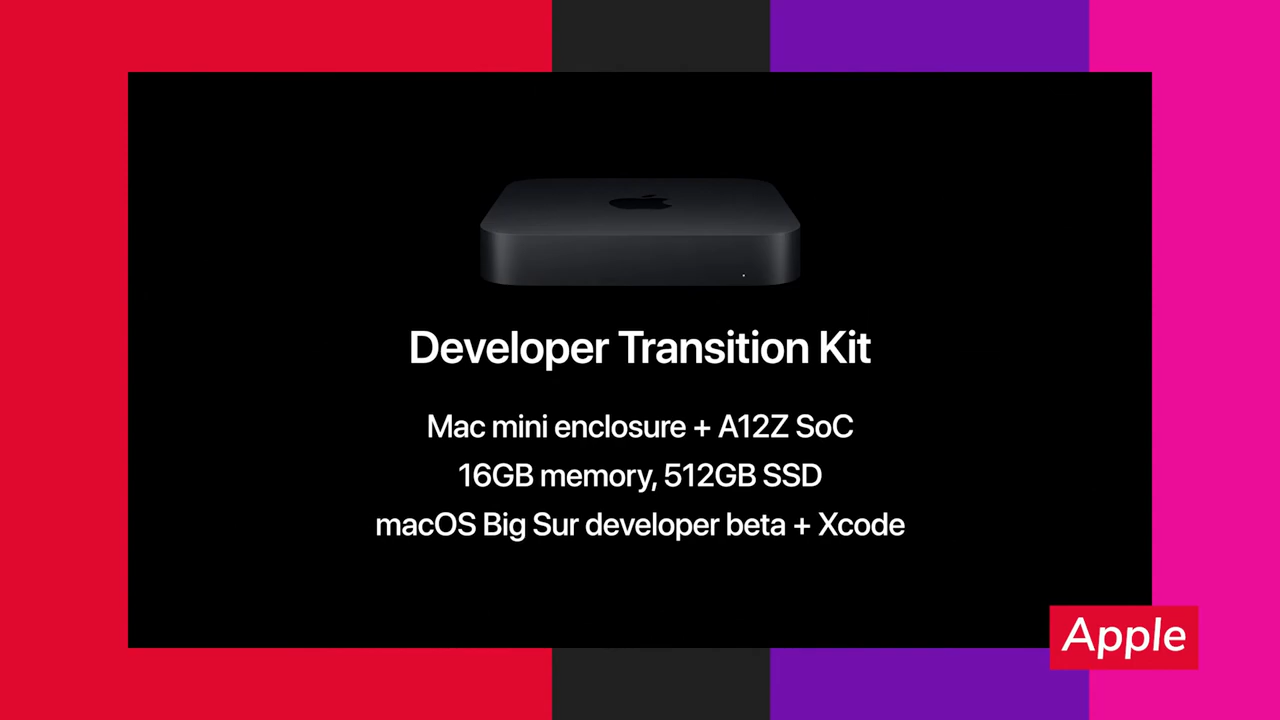 Developer Transition Kit
Mac mini enclosure + A12Z SoC
16GB memory, 512GB SSD
macOS Big Sur developer beta + Xcode
Apple